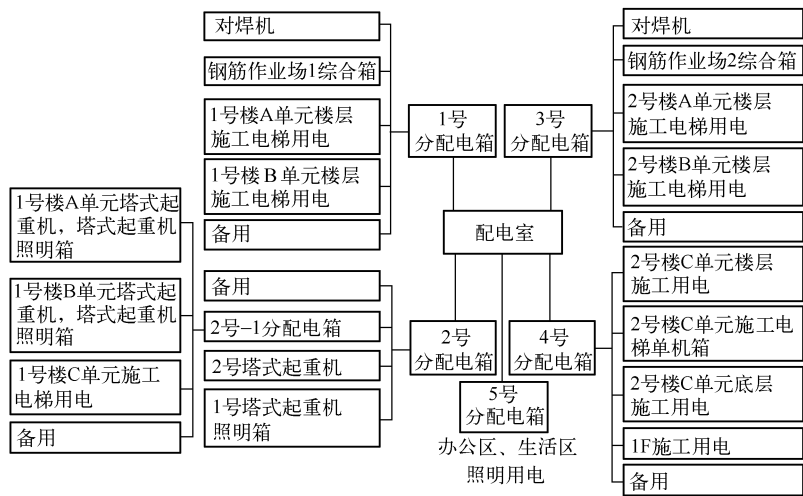 对焊机
钢筋作业场1综合箱
1号楼A单元楼层
施工电梯用电
1号楼B单元楼层
施工电梯用电
备用
1号
分配电箱
3号
分配电箱
对焊机
钢筋作业场2综合箱
2号楼A单元楼层
施工电梯用电
2号楼B单元楼层
施工电梯用电
备用
配电室
1号楼A单元塔式起
重机，塔式起重机
照明箱
1号楼B单元塔式起
重机，塔式起重机
照明箱
1号楼C单元施工
电梯用电
备用
备用
2号-1分配电箱
2号塔式起重机
1号塔式起重机
照明箱
2号
分配电箱
4号
分配电箱
5号
分配电箱
办公区、生活区
照明用电
2号楼C单元楼层
施工用电
2号楼C单元施工电
梯单机箱
2号楼C单元底层
施工用电
1F施工用电
备用